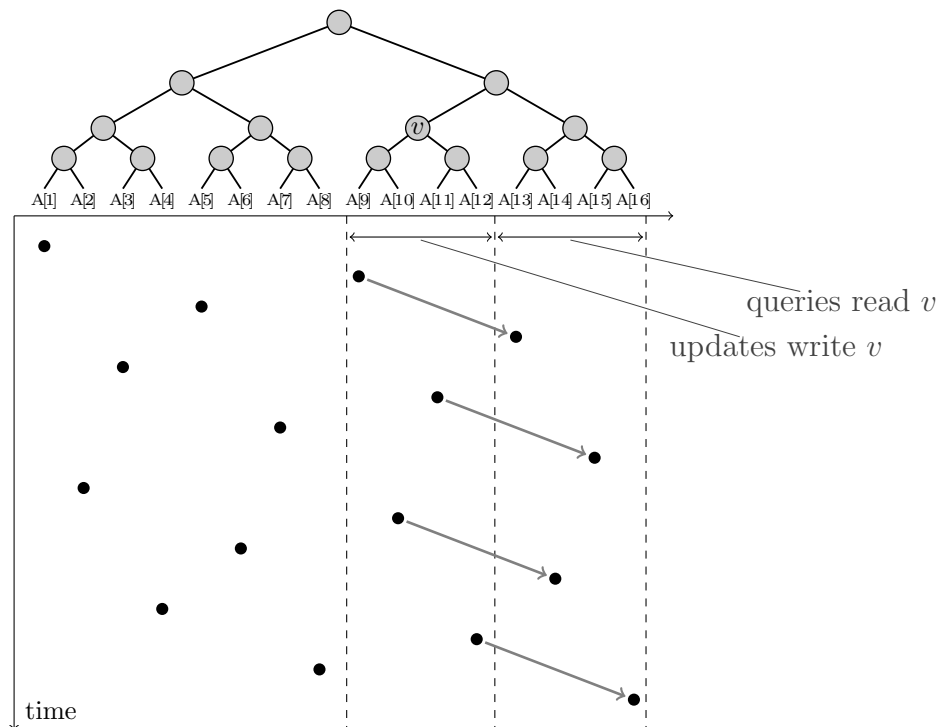 v
A[1] A[2] A[3] A[4] A[5] A[6] A[7] A[8] A[9] A[10] A[11] A[12] A[13] A[14] A[15] A[16]
queries read v
updates write v
time